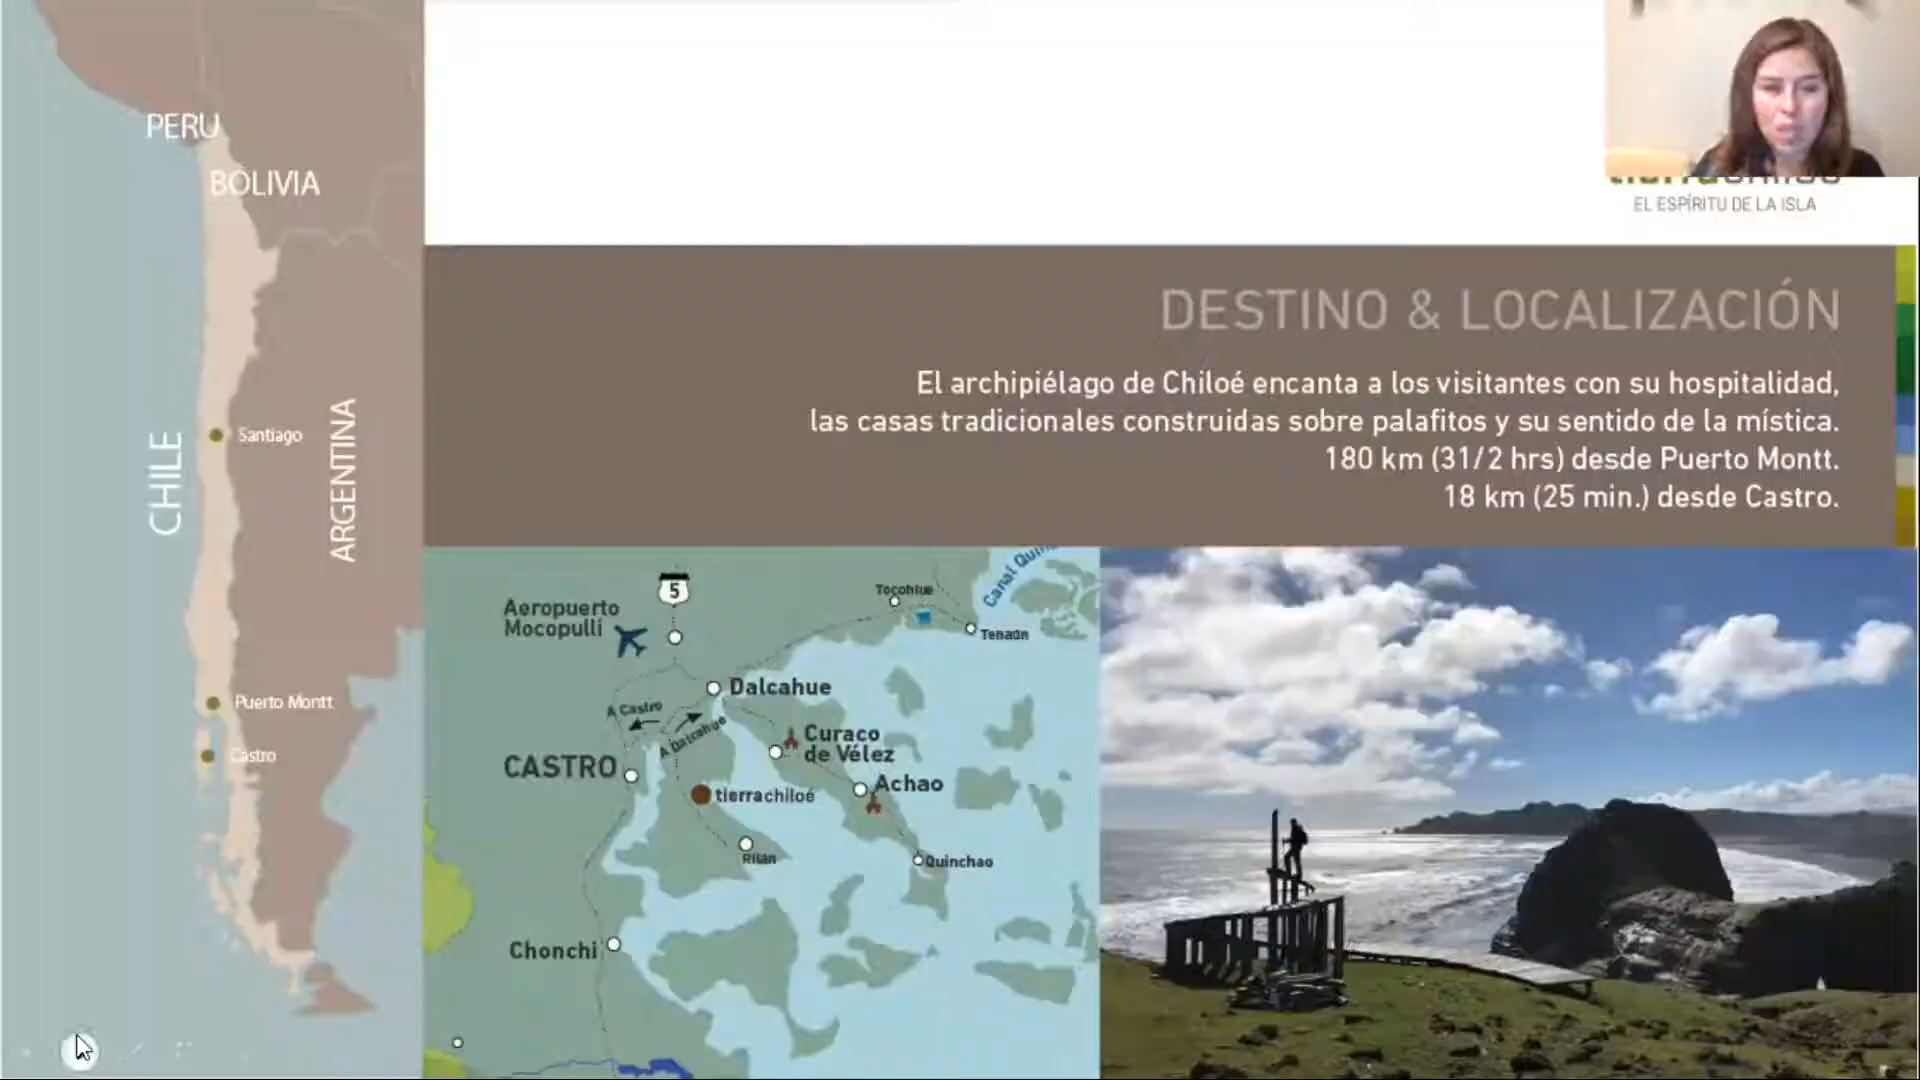 PERU
BOLIVIA
Santiago
CHILE
ARGENTINA
Puerto Montt
Castro
EL ESPÍRITU DE LA ISLA
DESTINO & LOCALIZACIÓN
El archipiélago de Chiloé encanta a los visitantes con su hospitalidad,
las casas tradicionales construidas sobre palafitos y su sentido de la mística.
180 km (31/2 hrs) desde Puerto Montt.
18 km (25 min.) desde Castro.
5
Aeropuerto
Mocopulli
Tocohiue
Canal
Tenaún
Dalcahue
A Castro
A Dalcahue
Curaco
de Vélez
CASTRO
Achao
tierrachiloé
Rilán
Quinchao
Chonchi